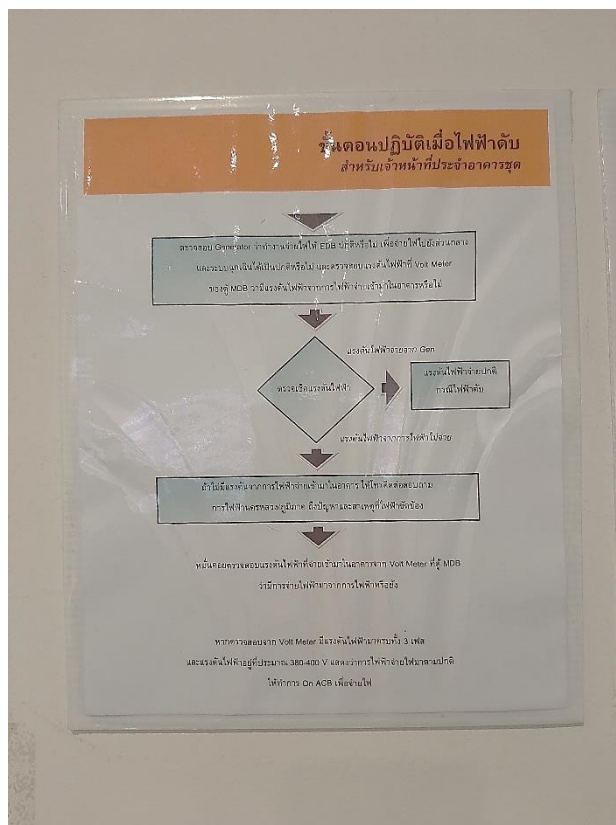 ขั้นตอนปฏิบัติเมื่อไฟฟ้าดับ
สำหรับเจ้าหน้าที่ประจำอาคารชุด
ตรวจสอบ Generator ว่าทำงานจ่ายไฟให้ EDB ปกติหรือไม่ เพื่อจ่ายไฟไปยังส่วนกลาง
และระบบฉุกเฉินได้เป็นปกติหรือไม่ และตรวจสอบแรงดันไฟฟ้าที่ Volt Meter
ของตู้ MDB ว่ามีแรงดันไฟฟ้าจากการไฟฟ้าจ่ายเข้ามาในอาคารหรือไม่
แรงดันไฟฟ้าจ่ายจาก Gen
ตรวจเช็คแรงดันไฟฟ้า
แรงดันไฟฟ้าจ่ายปกติ
กรณีไฟฟ้าดับ
แรงดันไฟฟ้าจากการไฟฟ้าไม่จ่าย
ถ้าไม่มีแรงดันจากการไฟฟ้าจ่ายเข้ามาในอาคาร ให้โทรติดต่อสอบถาม
การไฟฟ้านครหลวง/ภูมิภาค ถึงปัญหาและสาเหตุที่ไฟฟ้าขัดข้อง
หมั่นคอยตรวจสอบแรงดันไฟฟ้าที่จ่ายเข้ามาในอาคารจาก Volt Meter ที่ตู้ MDB
ว่ามีการจ่ายไฟฟ้ามาจากการไฟฟ้าหรือยัง
หากตรวจสอบจาก Volt Meter มีแรงดันไฟฟ้ามาครบทั้ง 3 เฟส
และแรงดันไฟฟ้าอยู่ที่ประมาณ 380-400 V แสดงว่าการไฟฟ้าจ่ายไฟมาตามปกติ
ให้ทำการ On ACB เพื่อจ่ายไฟ